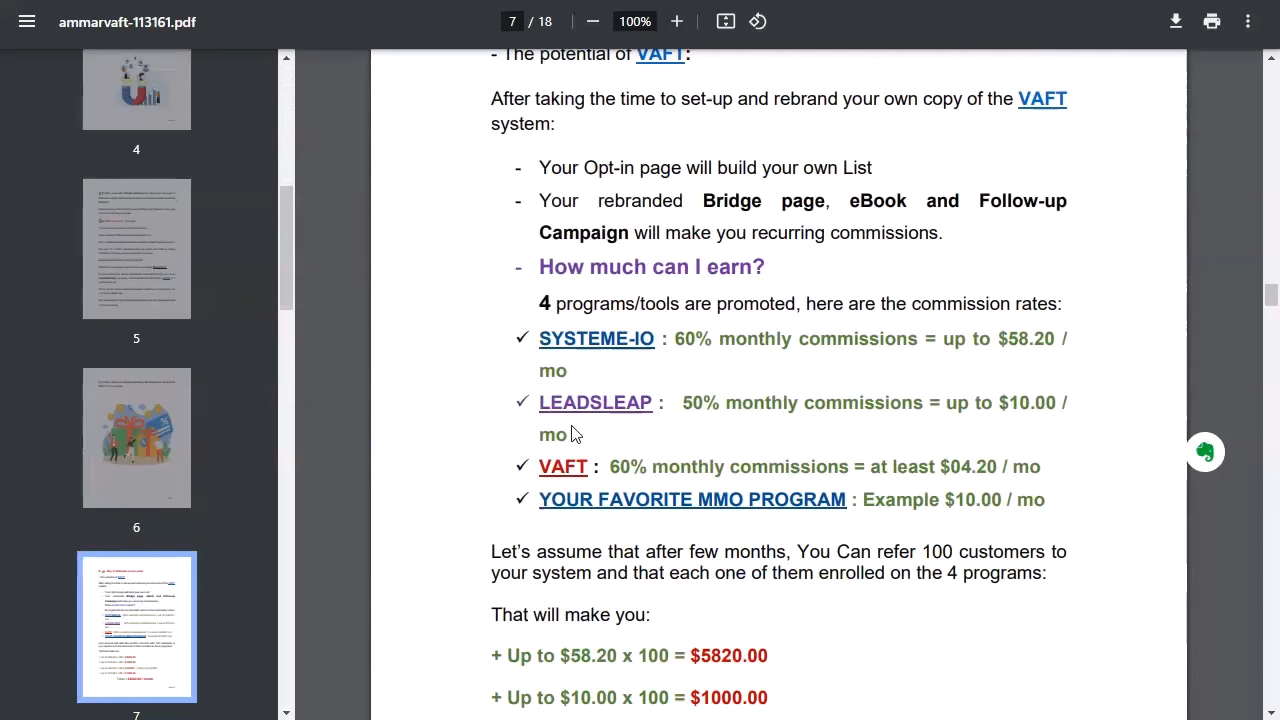 ammarvaft-113161.pdf
7 / 18
100%
4
5
6
7
- The potential of VAFT:
After taking the time to set-up and rebrand your own copy of the VAFT
system:
- Your Opt-in page will build your own List
- Your rebranded Bridge page, eBook and Follow-up
Campaign will make you recurring commissions.
- How much can I earn?
4 programs/tools are promoted, here are the commission rates:
✓ SYSTEME-IO : 60% monthly commissions = up to $58.20 /
mo
✓ LEADSLEAP : 50% monthly commissions = up to $10.00 /
mo
✓ VAFT : 60% monthly commissions = at least $04.20 / mo
✓ YOUR FAVORITE MMO PROGRAM : Example $10.00 / mo
Let's assume that after few months, You Can refer 100 customers to
your system and that each one of them enrolled on the 4 programs:
That will make you:
+ Up to $58.20 x 100 = $5820.00
+ Up to $10.00 x 100 = $1000.00